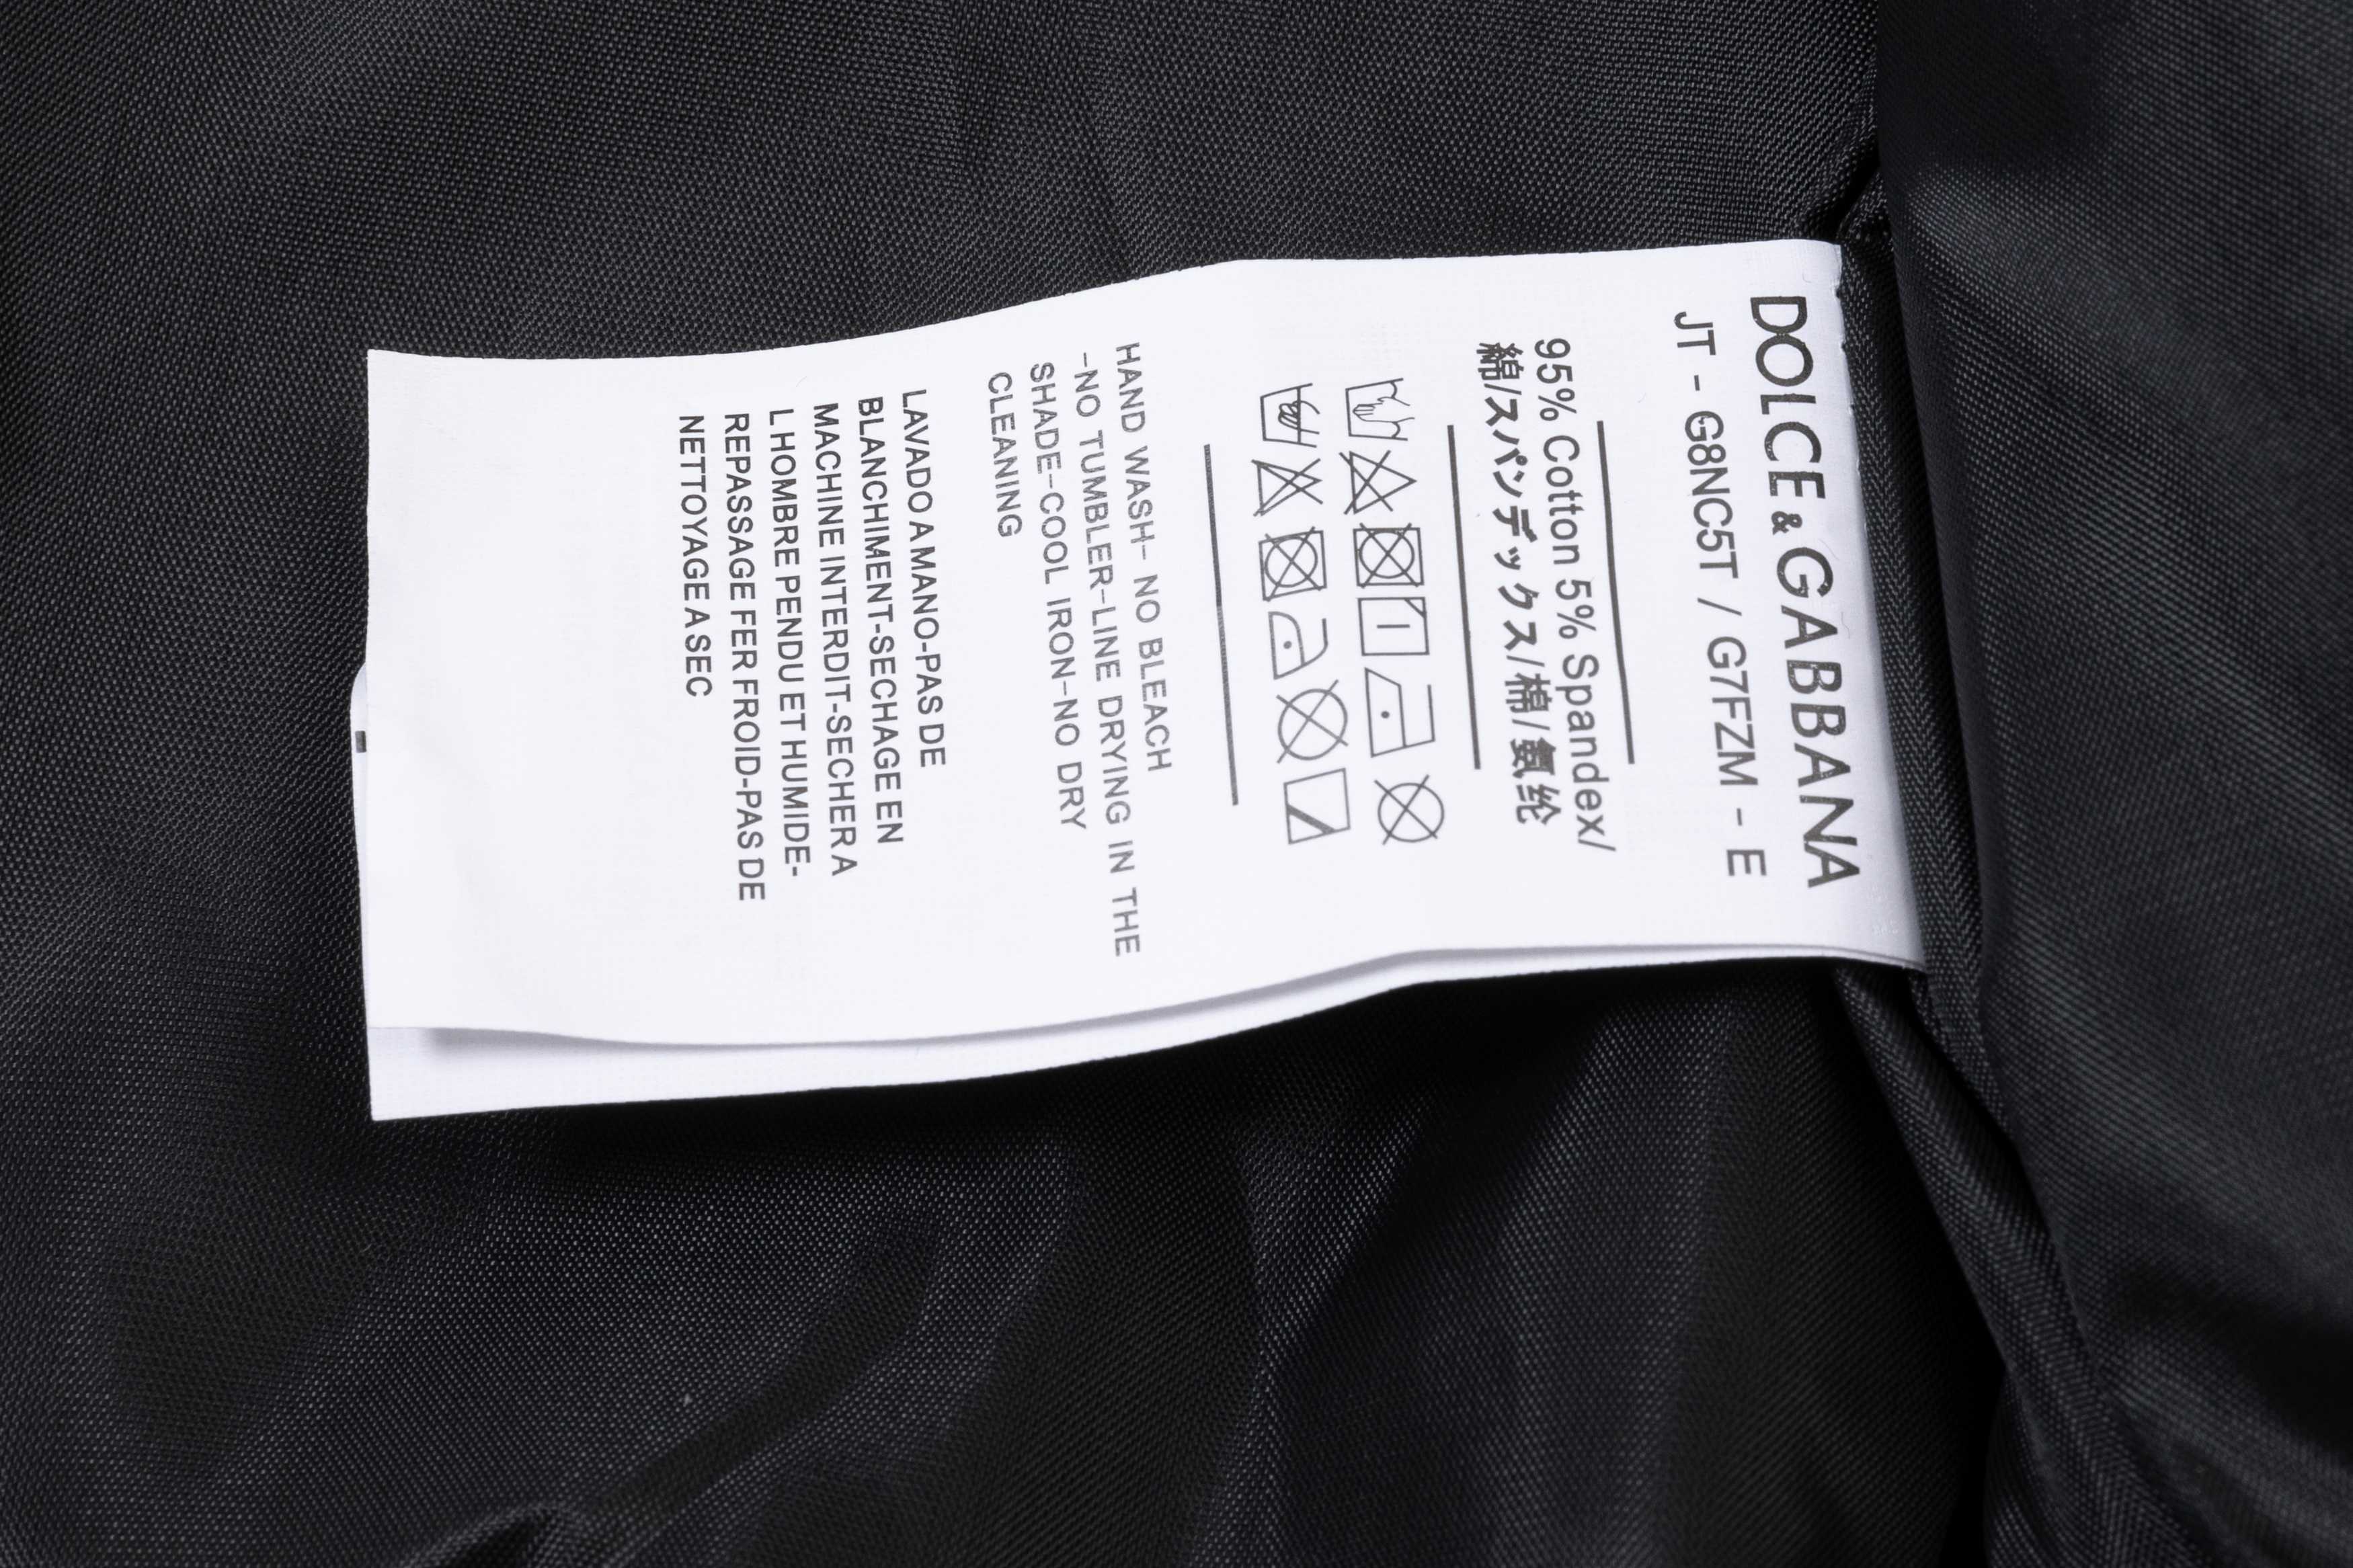 DOLCE & GABBANA
JT - G8NC5T / G7FZM - E
95% Cotton 5% Spandex/
綿/スパンデックス/棉/氨纶
HAND WASH- NO BLEACH
-NO TUMBLER-LINE DRYING IN THE
SHADE-COOL IRON-NO DRY
CLEANING
LAVADO A MANO-PAS DE
BLANCHIMENT-SECHAGE EN
MACHINE INTERDIT-SECHER A
L HOMBRE PENDU ET HUMIDE-
REPASSAGE FER FROID-PAS DE
NETTOYAGE A SEC